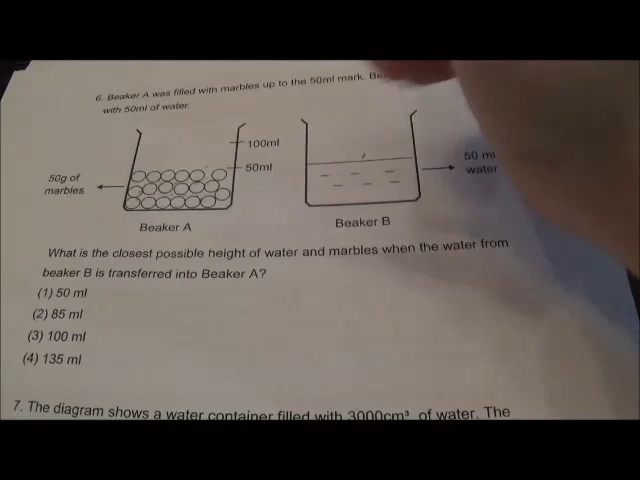 6. Beaker A was filled with marbles up to the 50ml mark.
with 50ml of water.
100ml
50ml
50g of
marbles
50 ml
water
Beaker A
Beaker B
What is the closest possible height of water and marbles when the water from
beaker B is transferred into Beaker A?
(1) 50 ml
(2) 85 ml
(3) 100 ml
(4) 135 ml
7. The diagram shows a water container filled with 3000cm³ of water. The